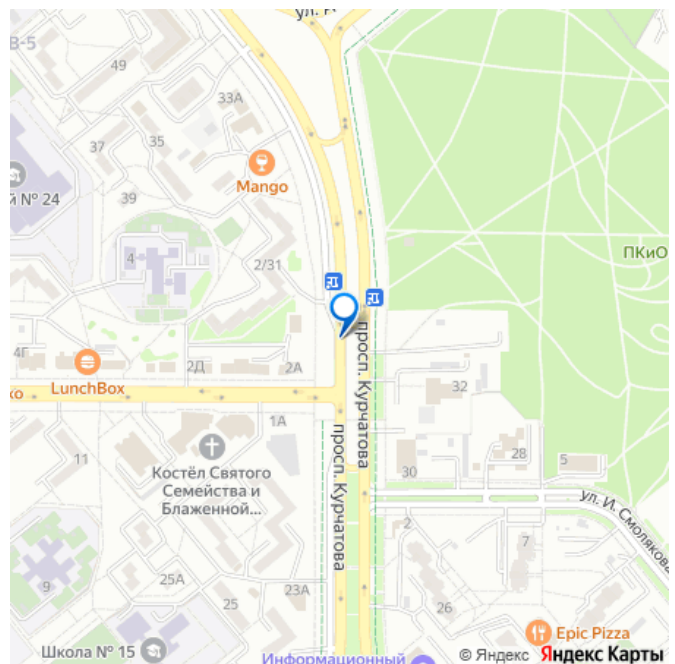 ул. К
В-5
49
33А
35
37
й № 24
Mango
39
4
2/31
ПКиО
4Г
LunchBox
2Д
2А
просп. Курчатова
32
ко
1А
11
Костёл Святого
Семейства и
Блаженной...
просп. Курчатова
30
28
5
ул. И. Смолякова
2
7
9
25А
25
23А
26
Epic Pizza
Школа № 15
Информационный
© Яндекс Яндекс Карты